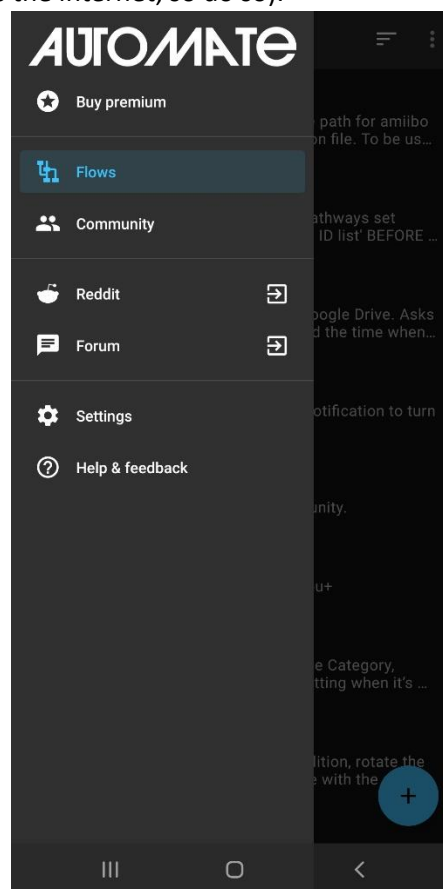 the internet, so do so).
AUTOMATE
Buy premium
Flows
Community
Reddit
Forum
Settings
Help & feedback
path for amiibo
on file. To be us...
athways set
ID list' BEFORE ...
oogle Drive. Asks
d the time when...
otification to turn
unity.
u+
e Category,
tting when it's ...
dition, rotate the
e with the